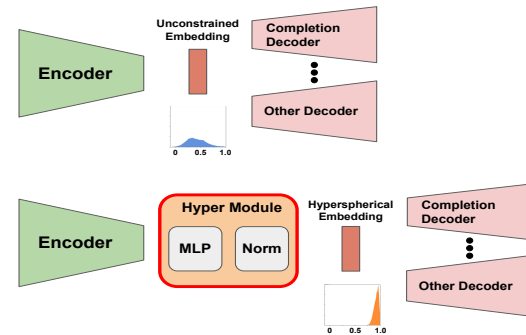 Unconstrained
Embedding
Completion
Decoder
Encoder
Other Decoder
0 0.5 1.0
Hyper Module
Hyperspherical
Embedding
Completion
Decoder
Encoder
MLP
Norm
Other Decoder
0 0.5 1.0